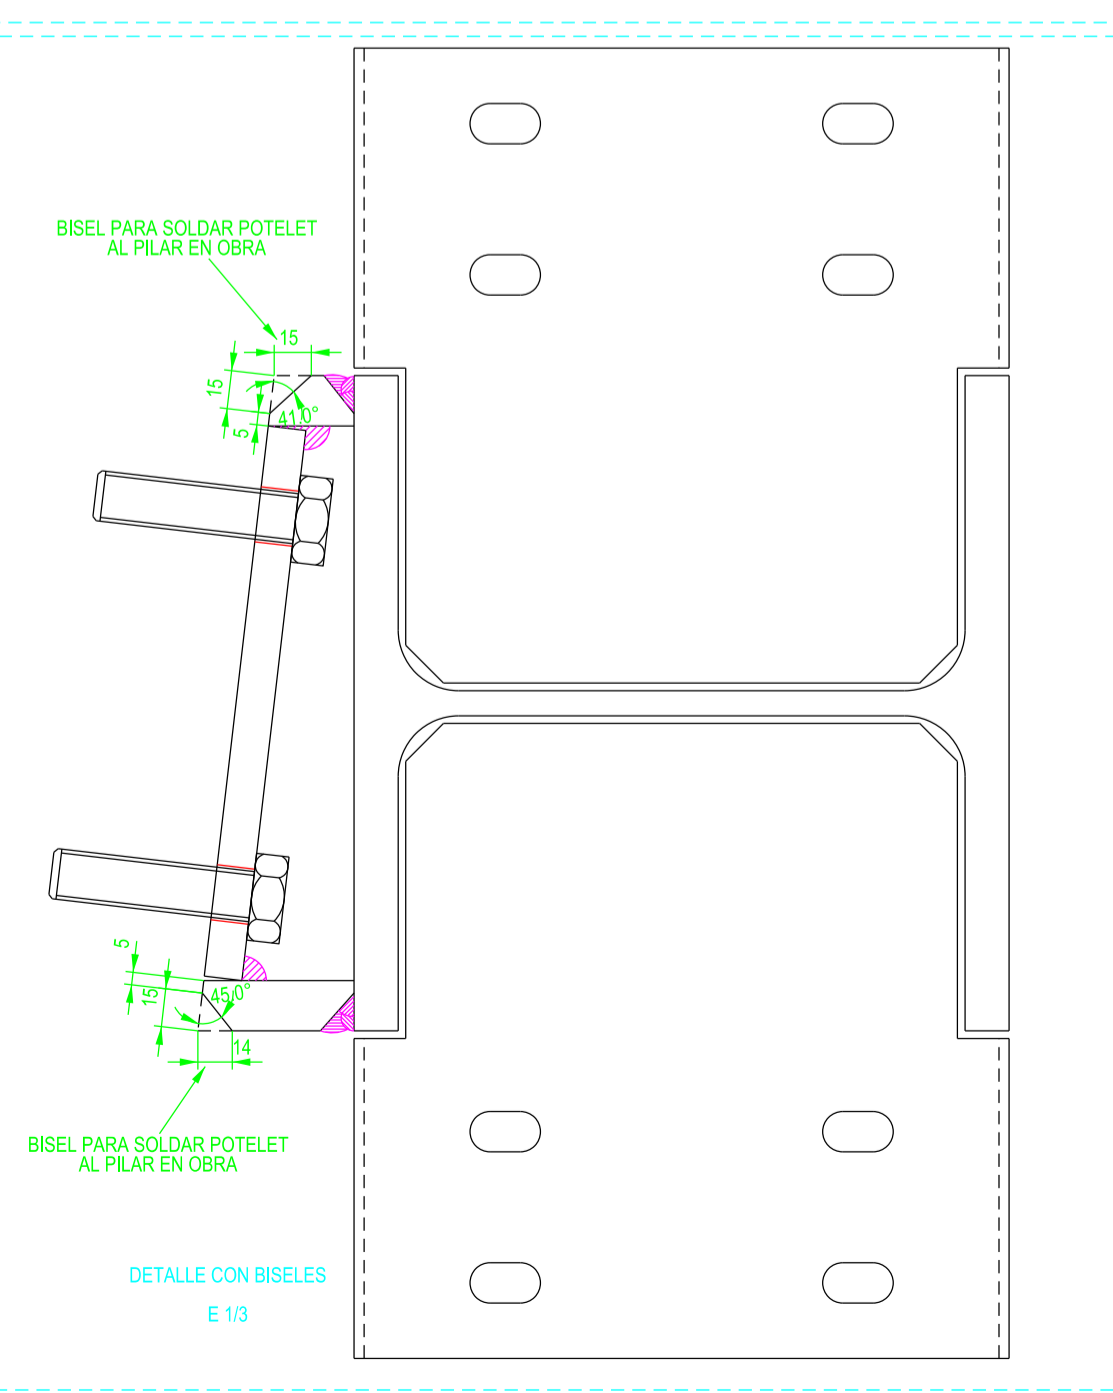 BISEL PARA SOLDAR POTELET
AL PILAR EN OBRA
15
15
41.0°
5
5
45.0°
15
14
BISEL PARA SOLDAR POTELET
AL PILAR EN OBRA
DETALLE CON BISELES
E 1/3